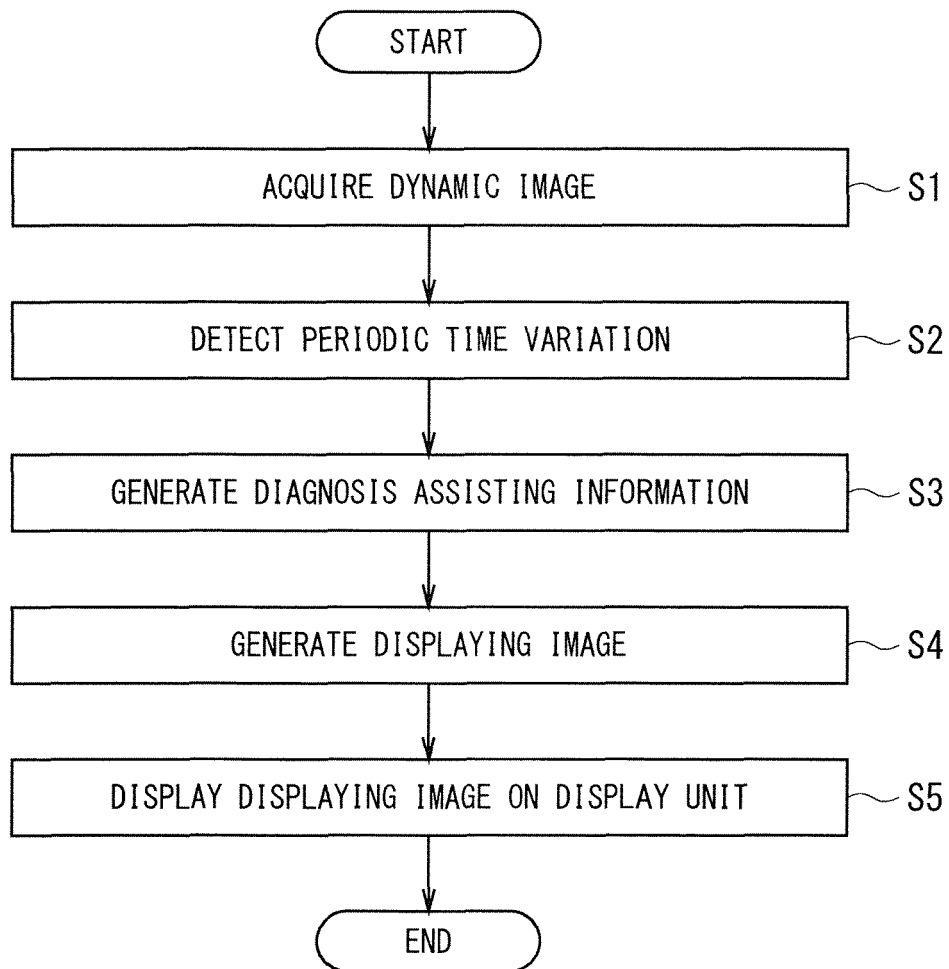 START
ACQUIRE DYNAMIC IMAGE
S1
DETECT PERIODIC TIME VARIATION
S2
GENERATE DIAGNOSIS ASSISTING INFORMATION
S3
GENERATE DISPLAYING IMAGE
S4
DISPLAY DISPLAYING IMAGE ON DISPLAY UNIT
S5
END